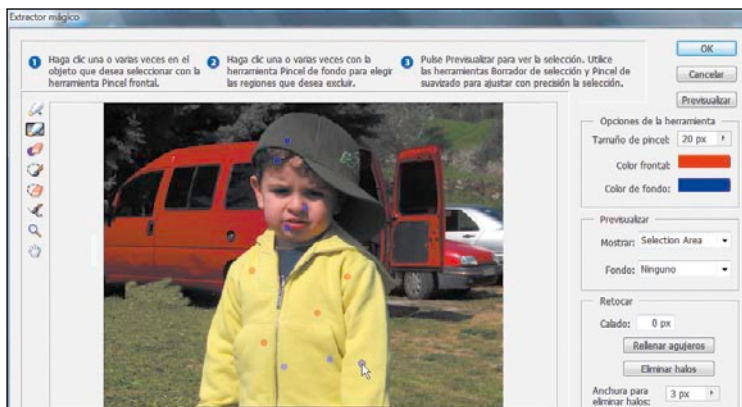 Extractor mágico
1 Haga clic una o varias veces en el
objeto que desea seleccionar con la
herramienta Pincel frontal.
2 Haga clic una o varias veces con la
herramienta Pincel de fondo para elegir
las regiones que desea excluir.
3 Pulse Previsualizar para ver la selección. Utilice
las herramientas Borrador de selección y Pincel de
suavizado para ajustar con precisión la selección.
OK
Cancelar
Previsualizar
Opciones de la herramienta
Tamaño de pincel: 20 px
Color frontal:
Color de fondo:
Previsualizar
Mostrar: Selection Area
Fondo: Ninguno
Retocar
Calado: 0 px
Rellenar agujeros
Eliminar halos
Anchura para
eliminar halos: 3 px